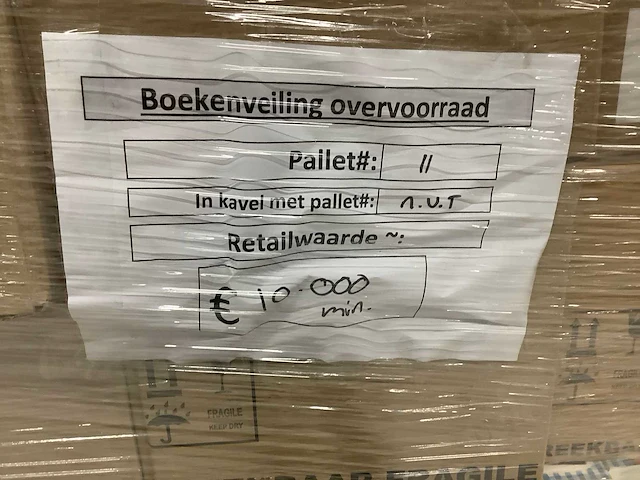 Boekenveiling overvoorraad
Pallet#: 11
In kavel met pallet#: n.v.t
Retailwaarde ~:
€ 10.000
min.
FRAGILE
KEEP DRY
FRAGILE